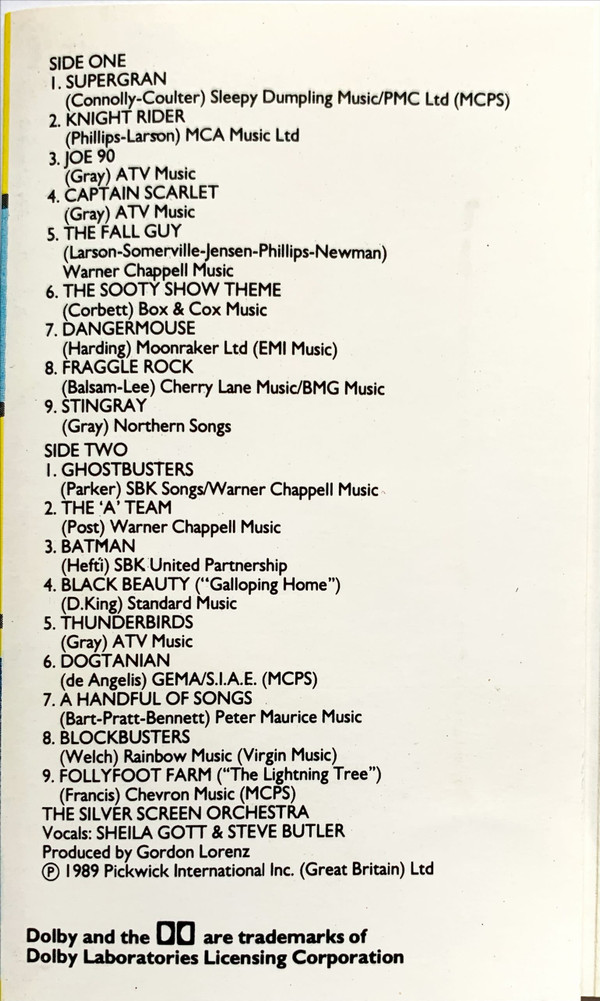 SIDE ONE
1. SUPERGRAN
(Connolly-Coulter) Sleepy Dumpling Music/PMC Ltd (MCPS)
2. KNIGHT RIDER
(Phillips-Larson) MCA Music Ltd
3. JOE 90
(Gray) ATV Music
4. CAPTAIN SCARLET
(Gray) ATV Music
5. THE FALL GUY
(Larson-Somerville-Jensen-Phillips-Newman)
Warner Chappell Music
6. THE SOOTY SHOW THEME
(Corbett) Box & Cox Music
7. DANGERMOUSE
(Harding) Moonraker Ltd (EMI Music)
8. FRAGGLE ROCK
(Balsam-Lee) Cherry Lane Music/BMG Music
9. STINGRAY
(Gray) Northern Songs
SIDE TWO
1. GHOSTBUSTERS
(Parker) SBK Songs/Warner Chappell Music
2. THE ‘A’ TEAM
(Post) Warner Chappell Music
3. BATMAN
(Hefti) SBK United Partnership
4. BLACK BEAUTY (“Galloping Home”)
(D.King) Standard Music
5. THUNDERBIRDS
(Gray) ATV Music
6. DOGTANIAN
(de Angelis) GEMA/S.I.A.E. (MCPS)
7. A HANDFUL OF SONGS
(Bart-Pratt-Bennett) Peter Maurice Music
8. BLOCKBUSTERS
(Welch) Rainbow Music (Virgin Music)
9. FOLLYFOOT FARM (“The Lightning Tree”)
(Francis) Chevron Music (MCPS)
THE SILVER SCREEN ORCHESTRA
Vocals: SHEILA GOTT & STEVE BUTLER
Produced by Gordon Lorenz
℗ 1989 Pickwick International Inc. (Great Britain) Ltd
Dolby and the are trademarks of
Dolby Laboratories Licensing Corporation